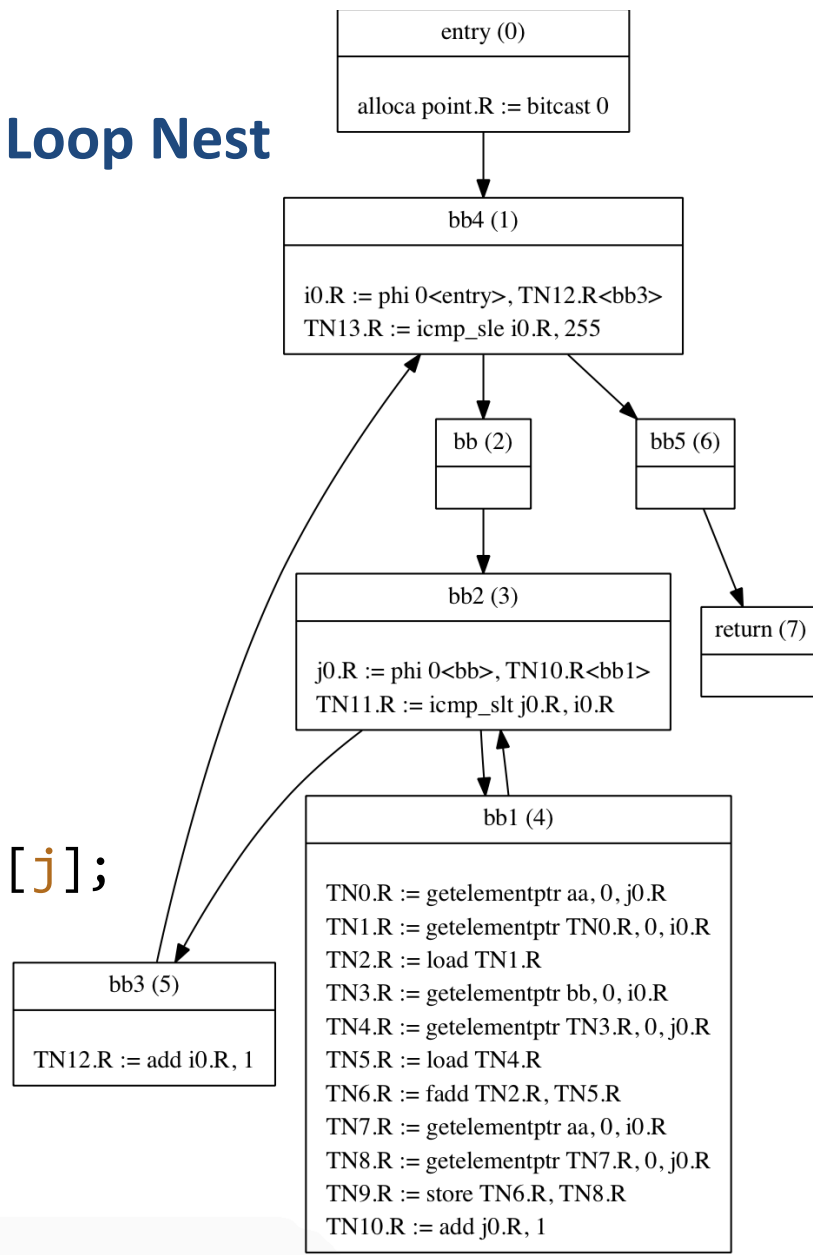 entry (0)
alloca point.R := bitcast 0
Loop Nest
bb4 (1)
i0.R := phi 0<entry>, TN12.R<bb3>
TN13.R := icmp_sle i0.R, 255
bb (2)
bb5 (6)
bb2 (3)
j0.R := phi 0<bb>, TN10.R<bb1>
TN11.R := icmp_slt j0.R, i0.R
return (7)
bb1 (4)
TN0.R := getelementptr aa, 0, j0.R
TN1.R := getelementptr TN0.R, 0, i0.R
TN2.R := load TN1.R
TN3.R := getelementptr bb, 0, i0.R
TN4.R := getelementptr TN3.R, 0, j0.R
TN5.R := load TN4.R
TN6.R := fadd TN2.R, TN5.R
TN7.R := getelementptr aa, 0, i0.R
TN8.R := getelementptr TN7.R, 0, j0.R
TN9.R := store TN6.R, TN8.R
TN10.R := add j0.R, 1
[j];
bb3 (5)
TN12.R := add i0.R, 1